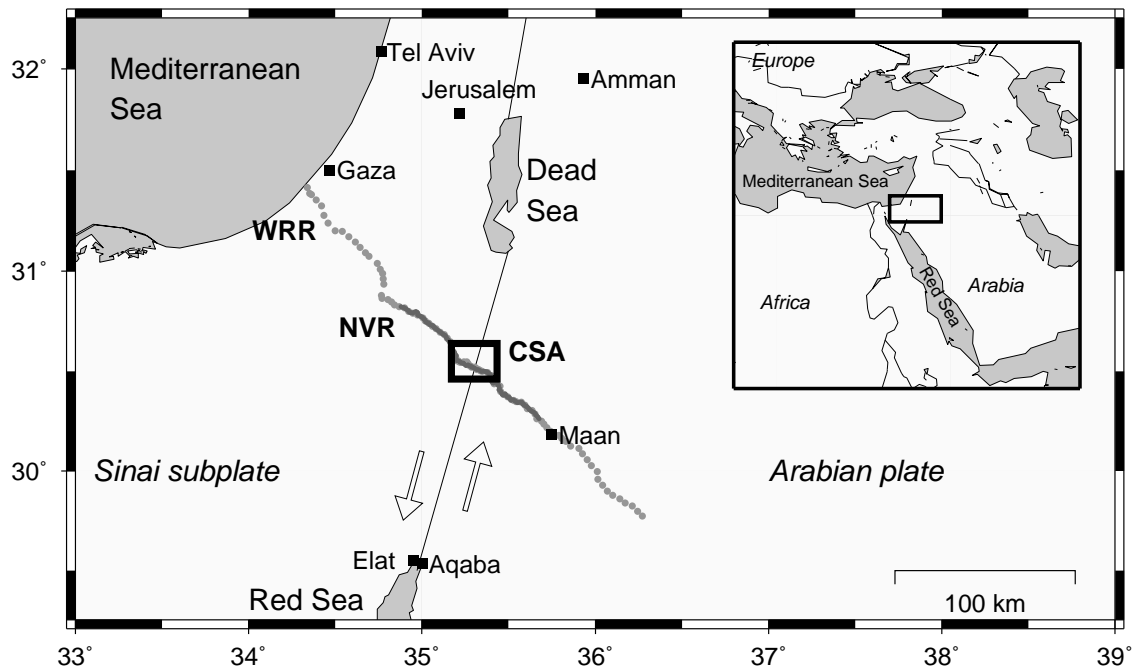 32°
31°
30°
Mediterranean
Sea
Tel Aviv
Jerusalem
Amman
Gaza
Dead
Sea
WRR
NVR
CSA
Maan
Sinai subplate
Arabian plate
Elat
Aqaba
Red Sea
100 km
33°
34°
35°
36°
37°
38°
39°
Europe
Mediterranean Sea
Africa
Red Sea
Arabia